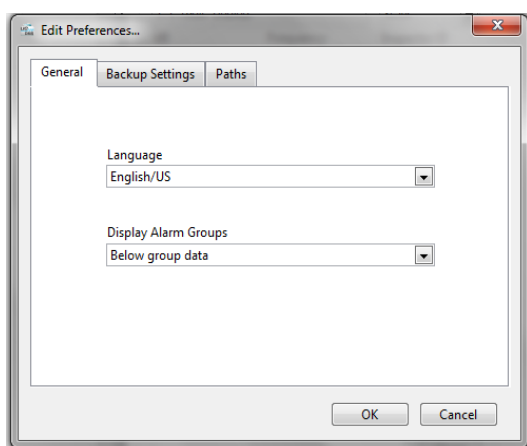 Edit Preferences...
General Backup Settings Paths
Language
English/US
Display Alarm Groups
Below group data
OK Cancel